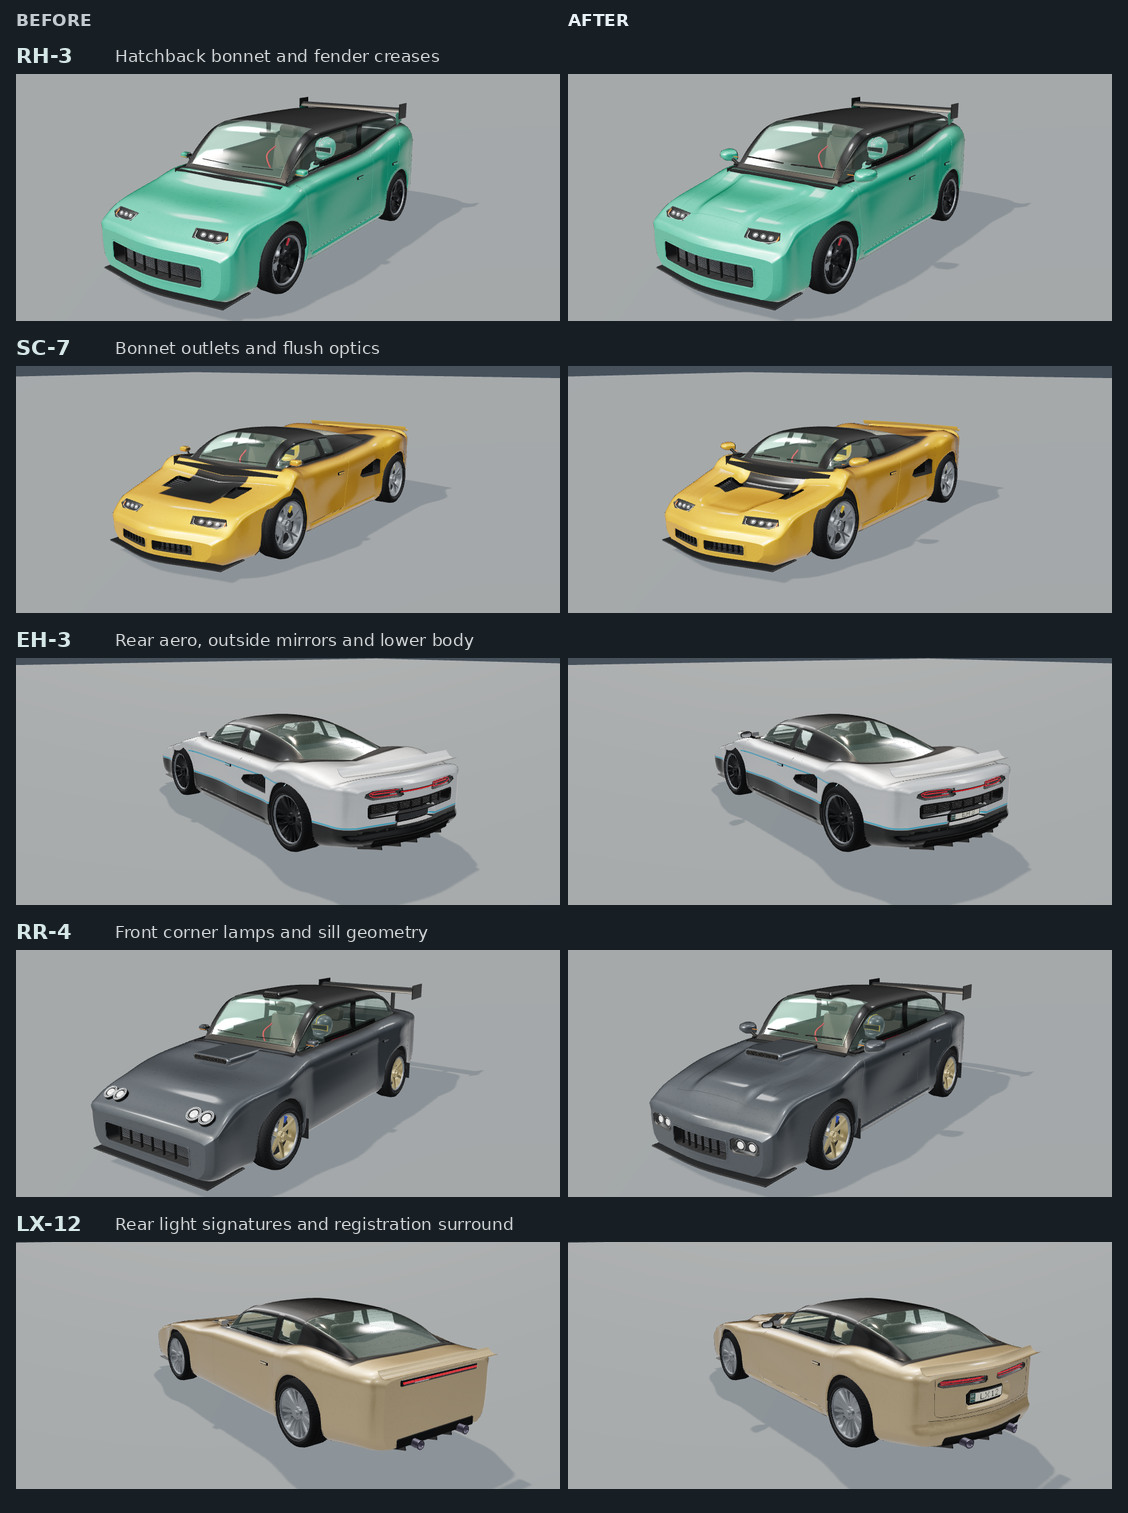 BEFORE AFTER
RH-3 Hatchback bonnet and fender creases
SC-7 Bonnet outlets and flush optics
EH-3 Rear aero, outside mirrors and lower body
RR-4 Front corner lamps and sill geometry
LX-12 Rear light signatures and registration surround
LX-12